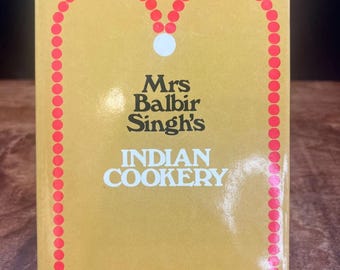 Mrs
Balbir
Singh's
INDIAN
COOKERY